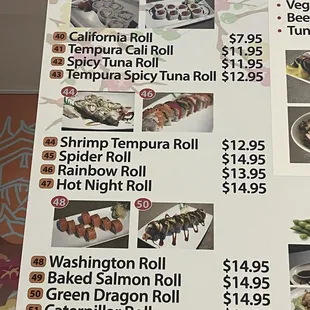 40 California Roll $7.95
41 Tempura Cali Roll $11.95
42 Spicy Tuna Roll $11.95
43 Tempura Spicy Tuna Roll $12.95
44 46
44 Shrimp Tempura Roll $12.95
45 Spider Roll $14.95
46 Rainbow Roll $13.95
47 Hot Night Roll $14.95
48 50
48 Washington Roll $14.95
49 Baked Salmon Roll $14.95
50 Green Dragon Roll $14.95
51 Caterpillar Roll
Veg
• Bee
• Tun